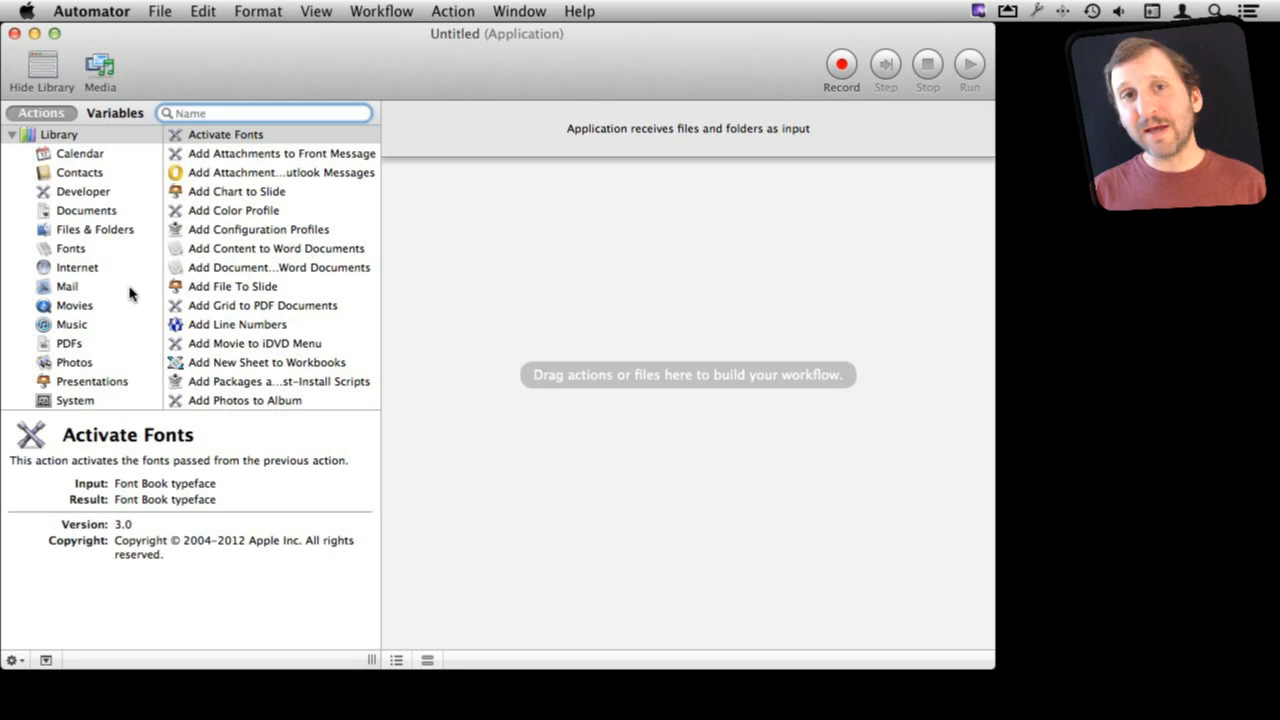 Automator File Edit Format View Workflow Action Window Help
Untitled (Application)
Hide Library Media Record Step Stop Run
Actions Variables Name
Application receives files and folders as input
Library
Calendar
Contacts
Developer
Documents
Files & Folders
Fonts
Internet
Mail
Movies
Music
PDFs
Photos
Presentations
System
Activate Fonts
Add Attachments to Front Message
Add Attachment...utlook Messages
Add Chart to Slide
Add Color Profile
Add Configuration Profiles
Add Content to Word Documents
Add Document...Word Documents
Add File To Slide
Add Grid to PDF Documents
Add Line Numbers
Add Movie to iDVD Menu
Add New Sheet to Workbooks
Add Packages a...st-Install Scripts
Add Photos to Album
Drag actions or files here to build your workflow.
Activate Fonts
This action activates the fonts passed from the previous action.
Input: Font Book typeface
Result: Font Book typeface
Version: 3.0
Copyright: Copyright © 2004-2012 Apple Inc. All rights
reserved.